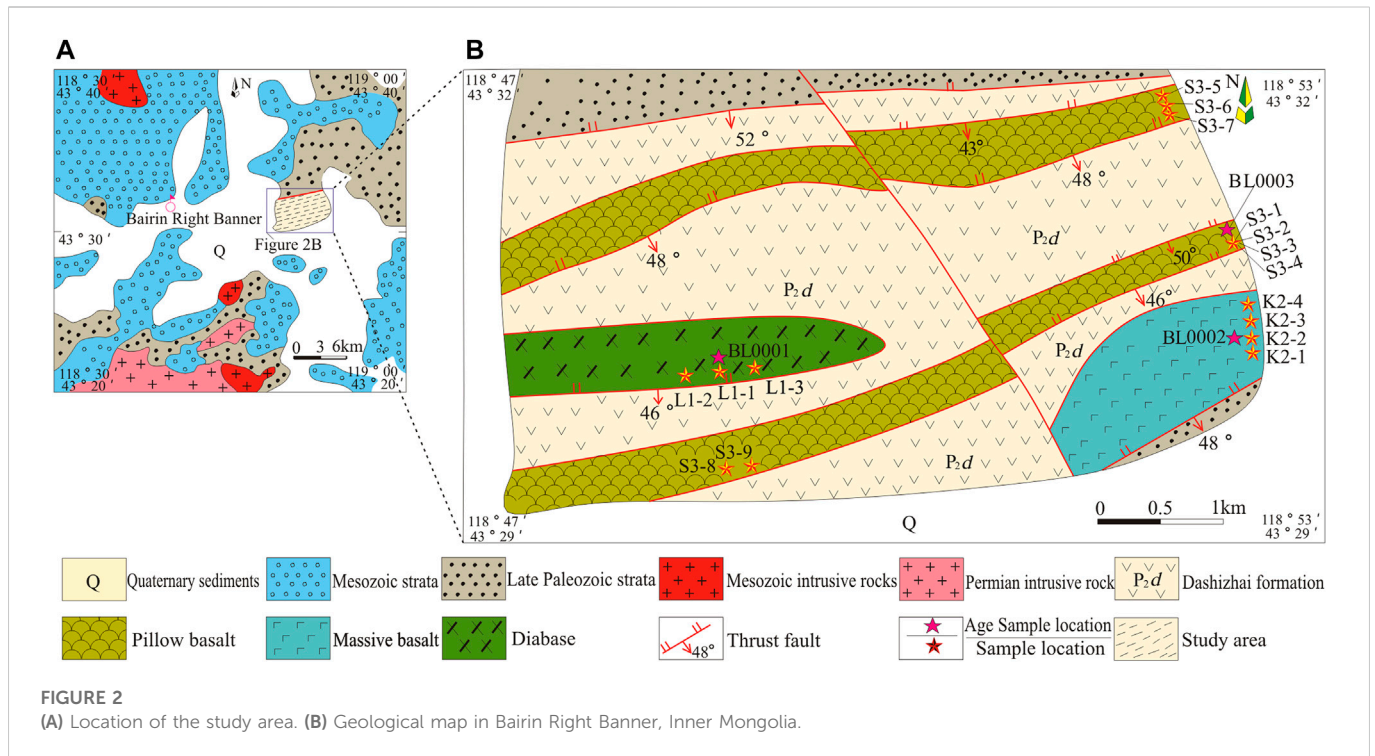 A
118 ° 30 ′
43 ° 40 ′
N
119 ° 00 ′
43 ° 40 ′
Bairin Right Banner
43 ° 30 ′
Figure 2B
Q
0 3 6km
118 ° 30 ′
43 ° 20 ′
119 ° 00 ′
43 ° 20 ′
B
118 ° 47 ′
43 ° 32 ′
118 ° 53 ′
43 ° 32 ′
N
S3-5
S3-6
S3-7
52 °
43°
48 °
BL0003
S3-1
S3-2
S3-3
S3-4
P₂d
48 °
50°
46°
P₂d
K2-4
K2-3
BL0002
K2-2
K2-1
BL0001
P₂d
L1-2
L1-1
L1-3
46 °
48 °
S3-9
S3-8
P₂d
0 0.5 1km
118 ° 47 ′
43 ° 29 ′
Q
118 ° 53 ′
43 ° 29 ′
Q Quaternary sediments
Mesozoic strata
Late Paleozoic strata
Mesozoic intrusive rocks
Permian intrusive rock
P₂d Dashizhai formation
Pillow basalt
Massive basalt
Diabase
48° Thrust fault
Age Sample location
Sample location
Study area
FIGURE 2
(A) Location of the study area. (B) Geological map in Bairin Right Banner, Inner Mongolia.